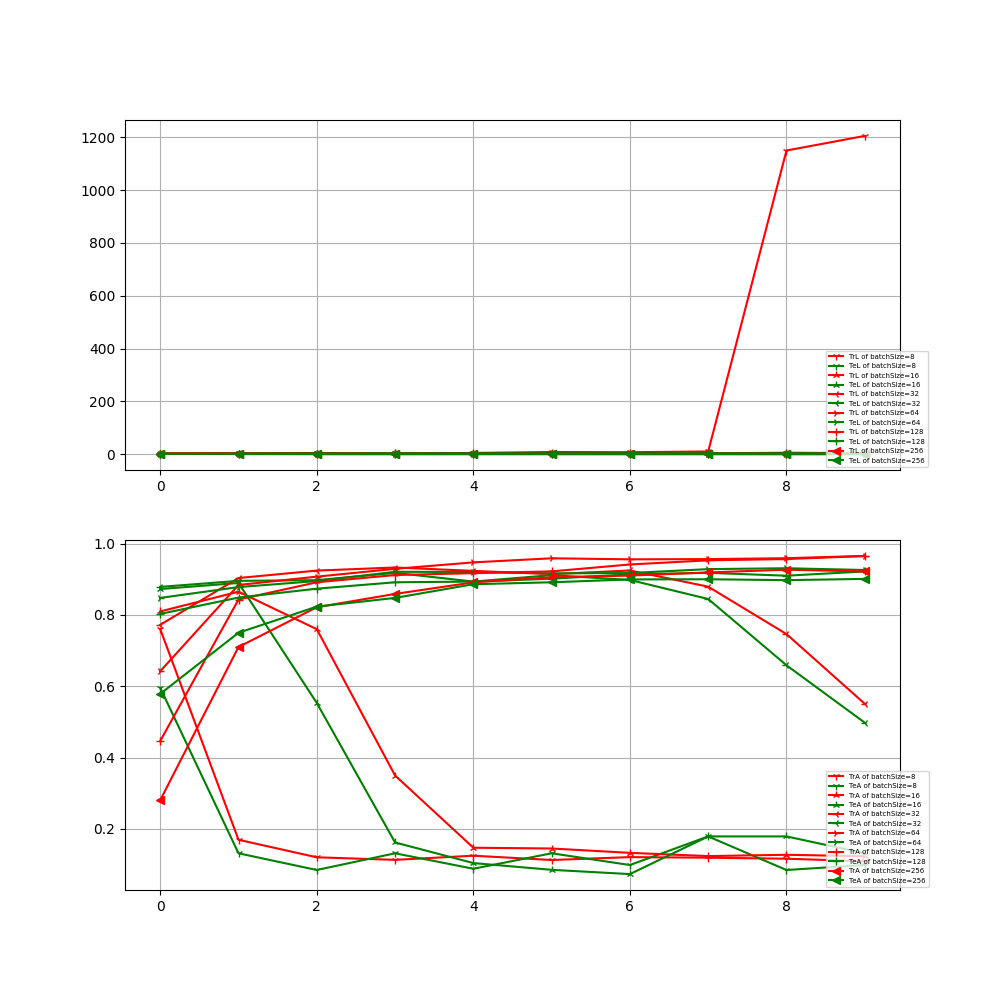 1200
1000
800
600
400
200
0
TrL of batchSize=8
TeL of batchSize=8
TrL of batchSize=16
TeL of batchSize=16
TrL of batchSize=32
TeL of batchSize=32
TrL of batchSize=64
TeL of batchSize=64
TrL of batchSize=128
TeL of batchSize=128
TrL of batchSize=256
TeL of batchSize=256
0 2 4 6 8
1.0
0.8
0.6
0.4
0.2
TrA of batchSize=8
TeA of batchSize=8
TrA of batchSize=16
TeA of batchSize=16
TrA of batchSize=32
TeA of batchSize=32
TrA of batchSize=64
TeA of batchSize=64
TrA of batchSize=128
TeA of batchSize=128
TrA of batchSize=256
TeA of batchSize=256
0 2 4 6 8